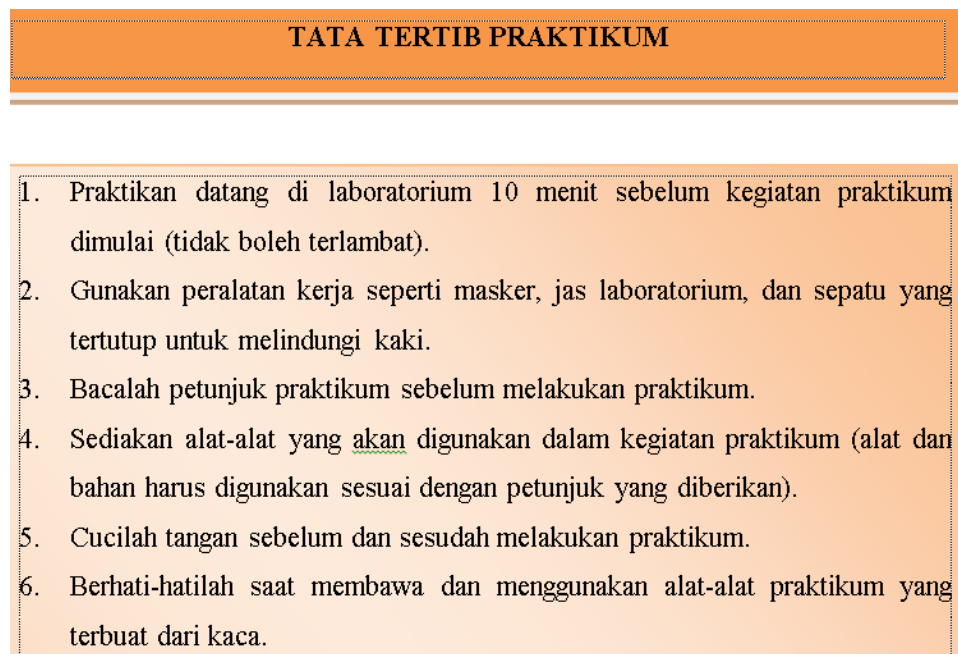 TATA TERTIB PRAKTIKUM
1. Praktikan datang di laboratorium 10 menit sebelum kegiatan praktikum
dimulai (tidak boleh terlambat).
2. Gunakan peralatan kerja seperti masker, jas laboratorium, dan sepatu yang
tertutup untuk melindungi kaki.
3. Bacalah petunjuk praktikum sebelum melakukan praktikum.
4. Sediakan alat-alat yang akan digunakan dalam kegiatan praktikum (alat dan
bahan harus digunakan sesuai dengan petunjuk yang diberikan).
5. Cucilah tangan sebelum dan sesudah melakukan praktikum.
6. Berhati-hatilah saat membawa dan menggunakan alat-alat praktikum yang
terbuat dari kaca.